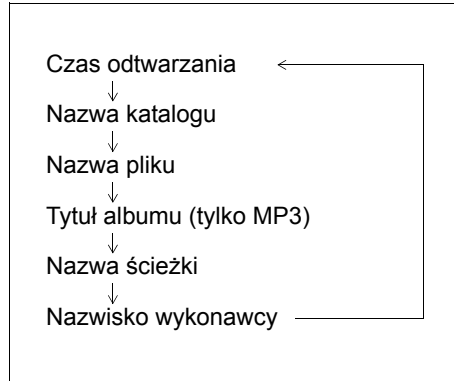 Czas odtwarzania
Nazwa katalogu
Nazwa pliku
Tytuł albumu (tylko MP3)
Nazwa ścieżki
Nazwisko wykonawcy